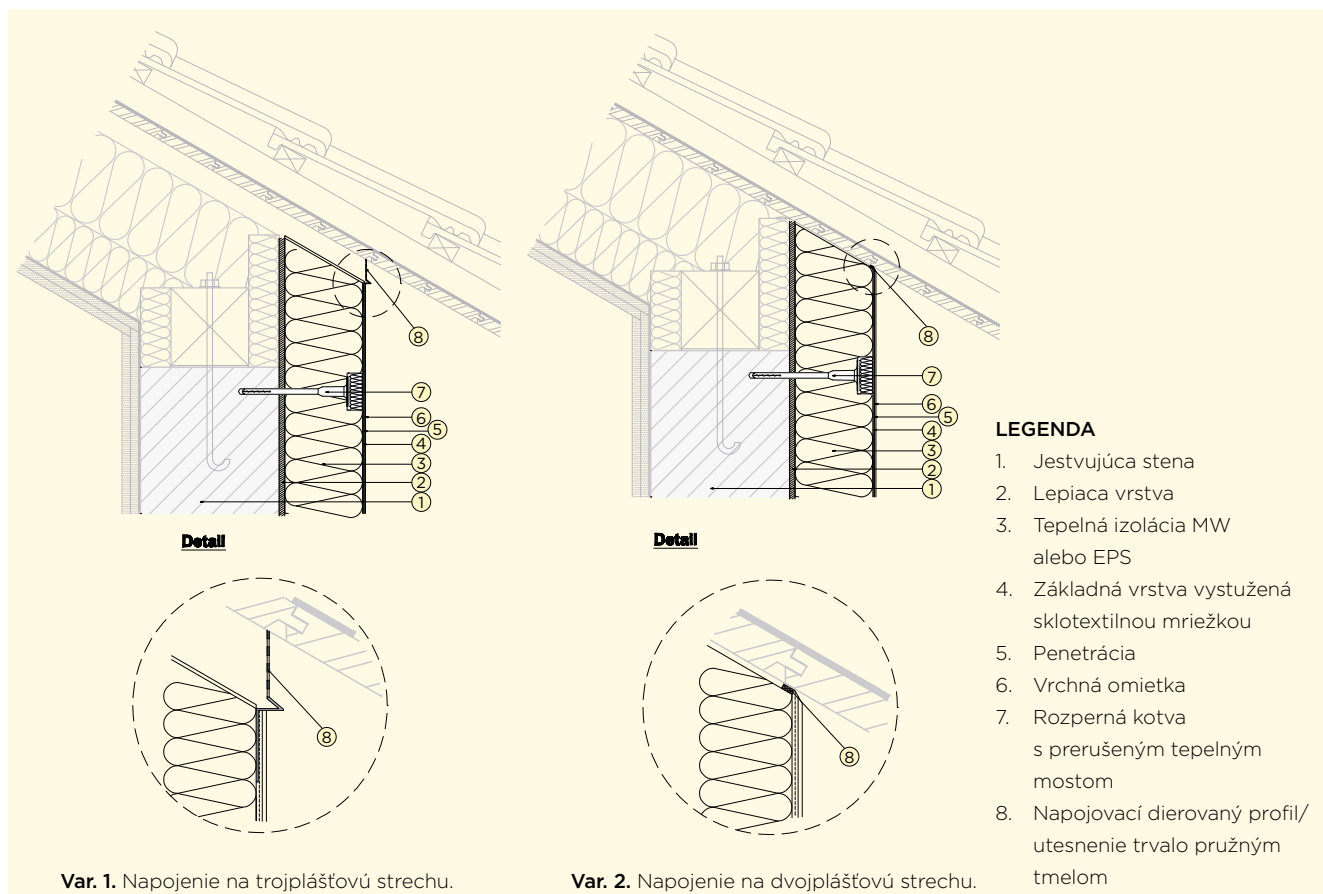 8
7
6
5
4
3
2
1
8
7
6
5
4
3
2
1
Detail
Detail
8
8
Var. 1. Napojenie na trojplášťovú strechu.
Var. 2. Napojenie na dvojplášťovú strechu.
LEGENDA
1. Jestvujúca stena
2. Lepiaca vrstva
3. Tepelná izolácia MW
alebo EPS
4. Základná vrstva vystužená
sklotextilnou mriežkou
5. Penetrácia
6. Vrchná omietka
7. Rozperná kotva
s prerušeným tepelným
mostom
8. Napojovací dierovaný profil/
utesnenie trvalo pružným
tmelom